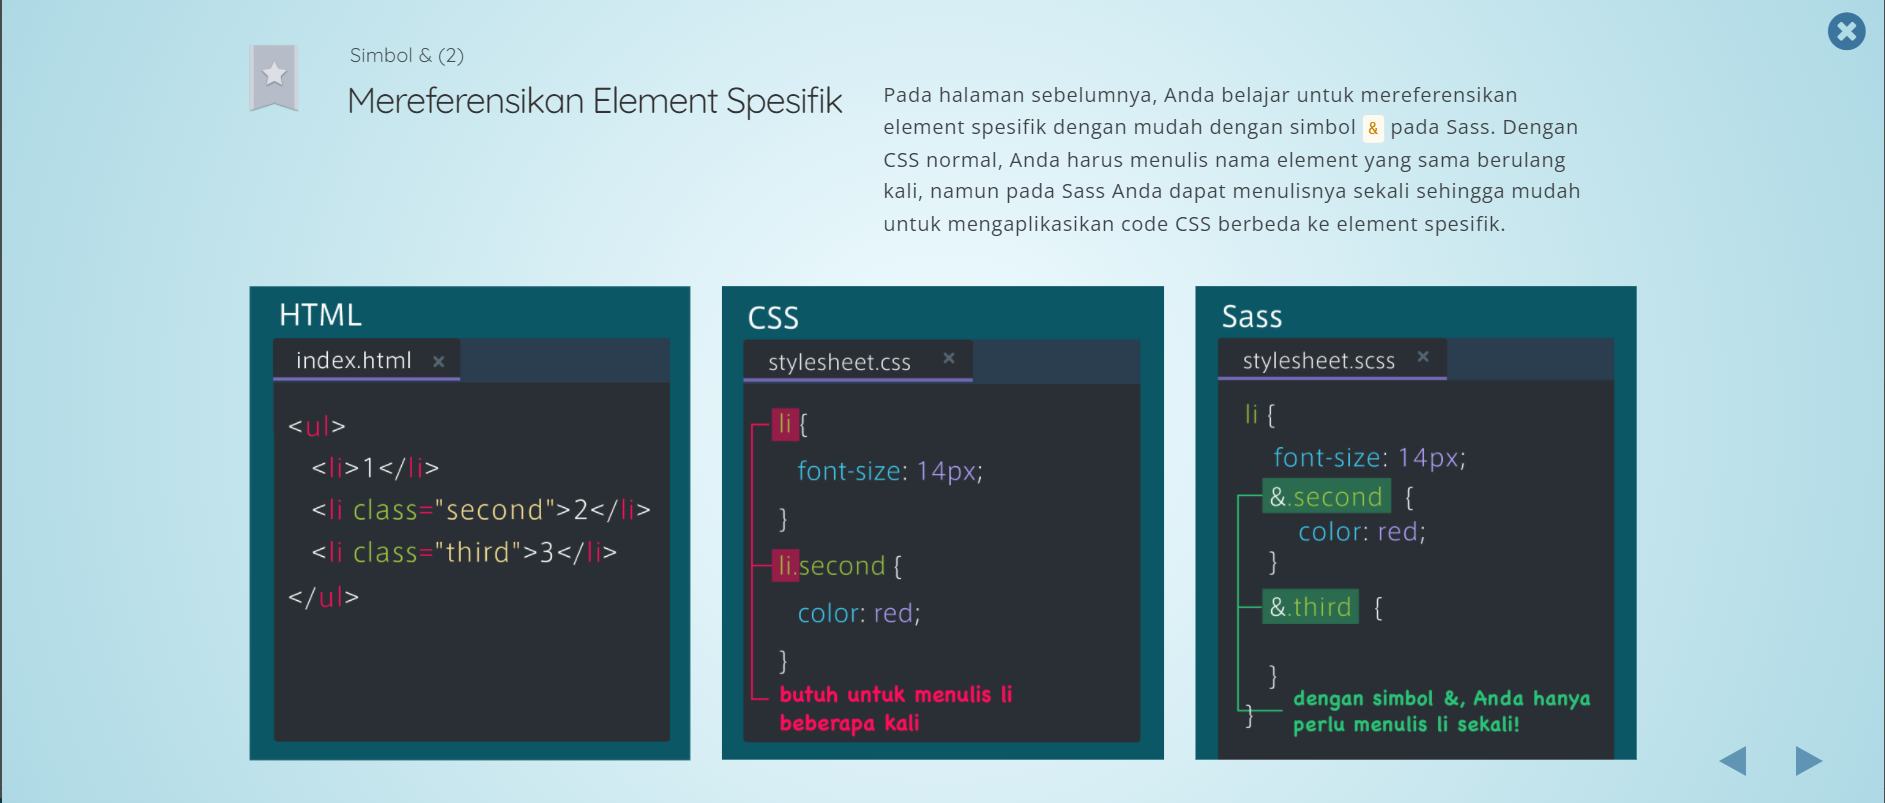 Simbol & (2)
Mereferensikan Element Spesifik
Pada halaman sebelumnya, Anda belajar untuk mereferensikan
element spesifik dengan mudah dengan simbol & pada Sass. Dengan
CSS normal, Anda harus menulis nama element yang sama berulang
kali, namun pada Sass Anda dapat menulisnya sekali sehingga mudah
untuk mengaplikasikan code CSS berbeda ke element spesifik.
HTML
index.html ×
<ul>
<li>1</li>
<li class="second">2</li>
<li class="third">3</li>
</ul>
CSS
stylesheet.css ×
li {
font-size: 14px;
}
li.second {
color: red;
}
butuh untuk menulis li
beberapa kali
Sass
stylesheet.scss ×
li {
font-size: 14px;
&.second {
color: red;
}
&.third {
}
}
dengan simbol &, Anda hanya
perlu menulis li sekali!